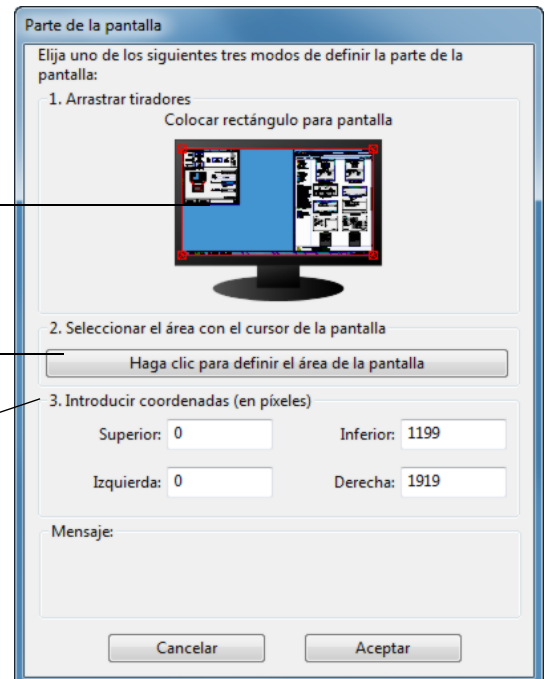 Parte de la pantalla
Elija uno de los siguientes tres modos de definir la parte de la
pantalla:
1. Arrastrar tiradores
Colocar rectángulo para pantalla
2. Seleccionar el área con el cursor de la pantalla
Haga clic para definir el área de la pantalla
3. Introducir coordenadas (en píxeles)
Superior: 0 Inferior: 1199
Izquierda: 0 Derecha: 1919
Mensaje:
Cancelar Aceptar